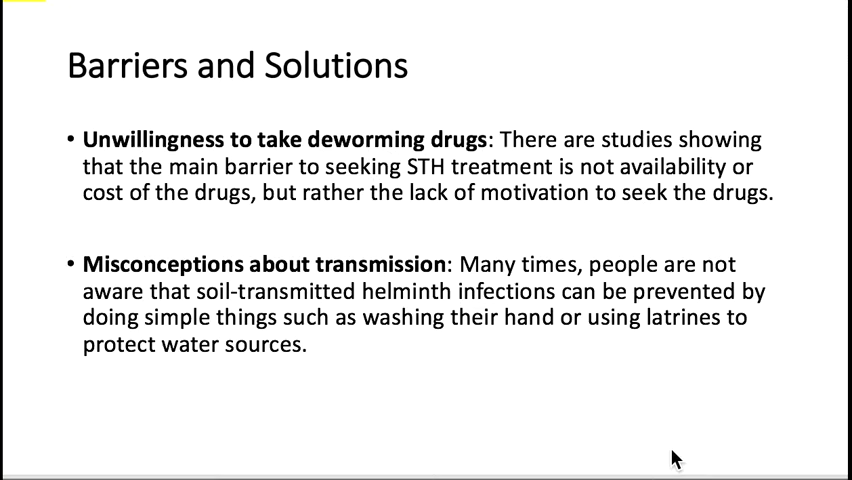 Barriers and Solutions
• Unwillingness to take deworming drugs: There are studies showing
that the main barrier to seeking STH treatment is not availability or
cost of the drugs, but rather the lack of motivation to seek the drugs.
• Misconceptions about transmission: Many times, people are not
aware that soil-transmitted helminth infections can be prevented by
doing simple things such as washing their hand or using latrines to
protect water sources.